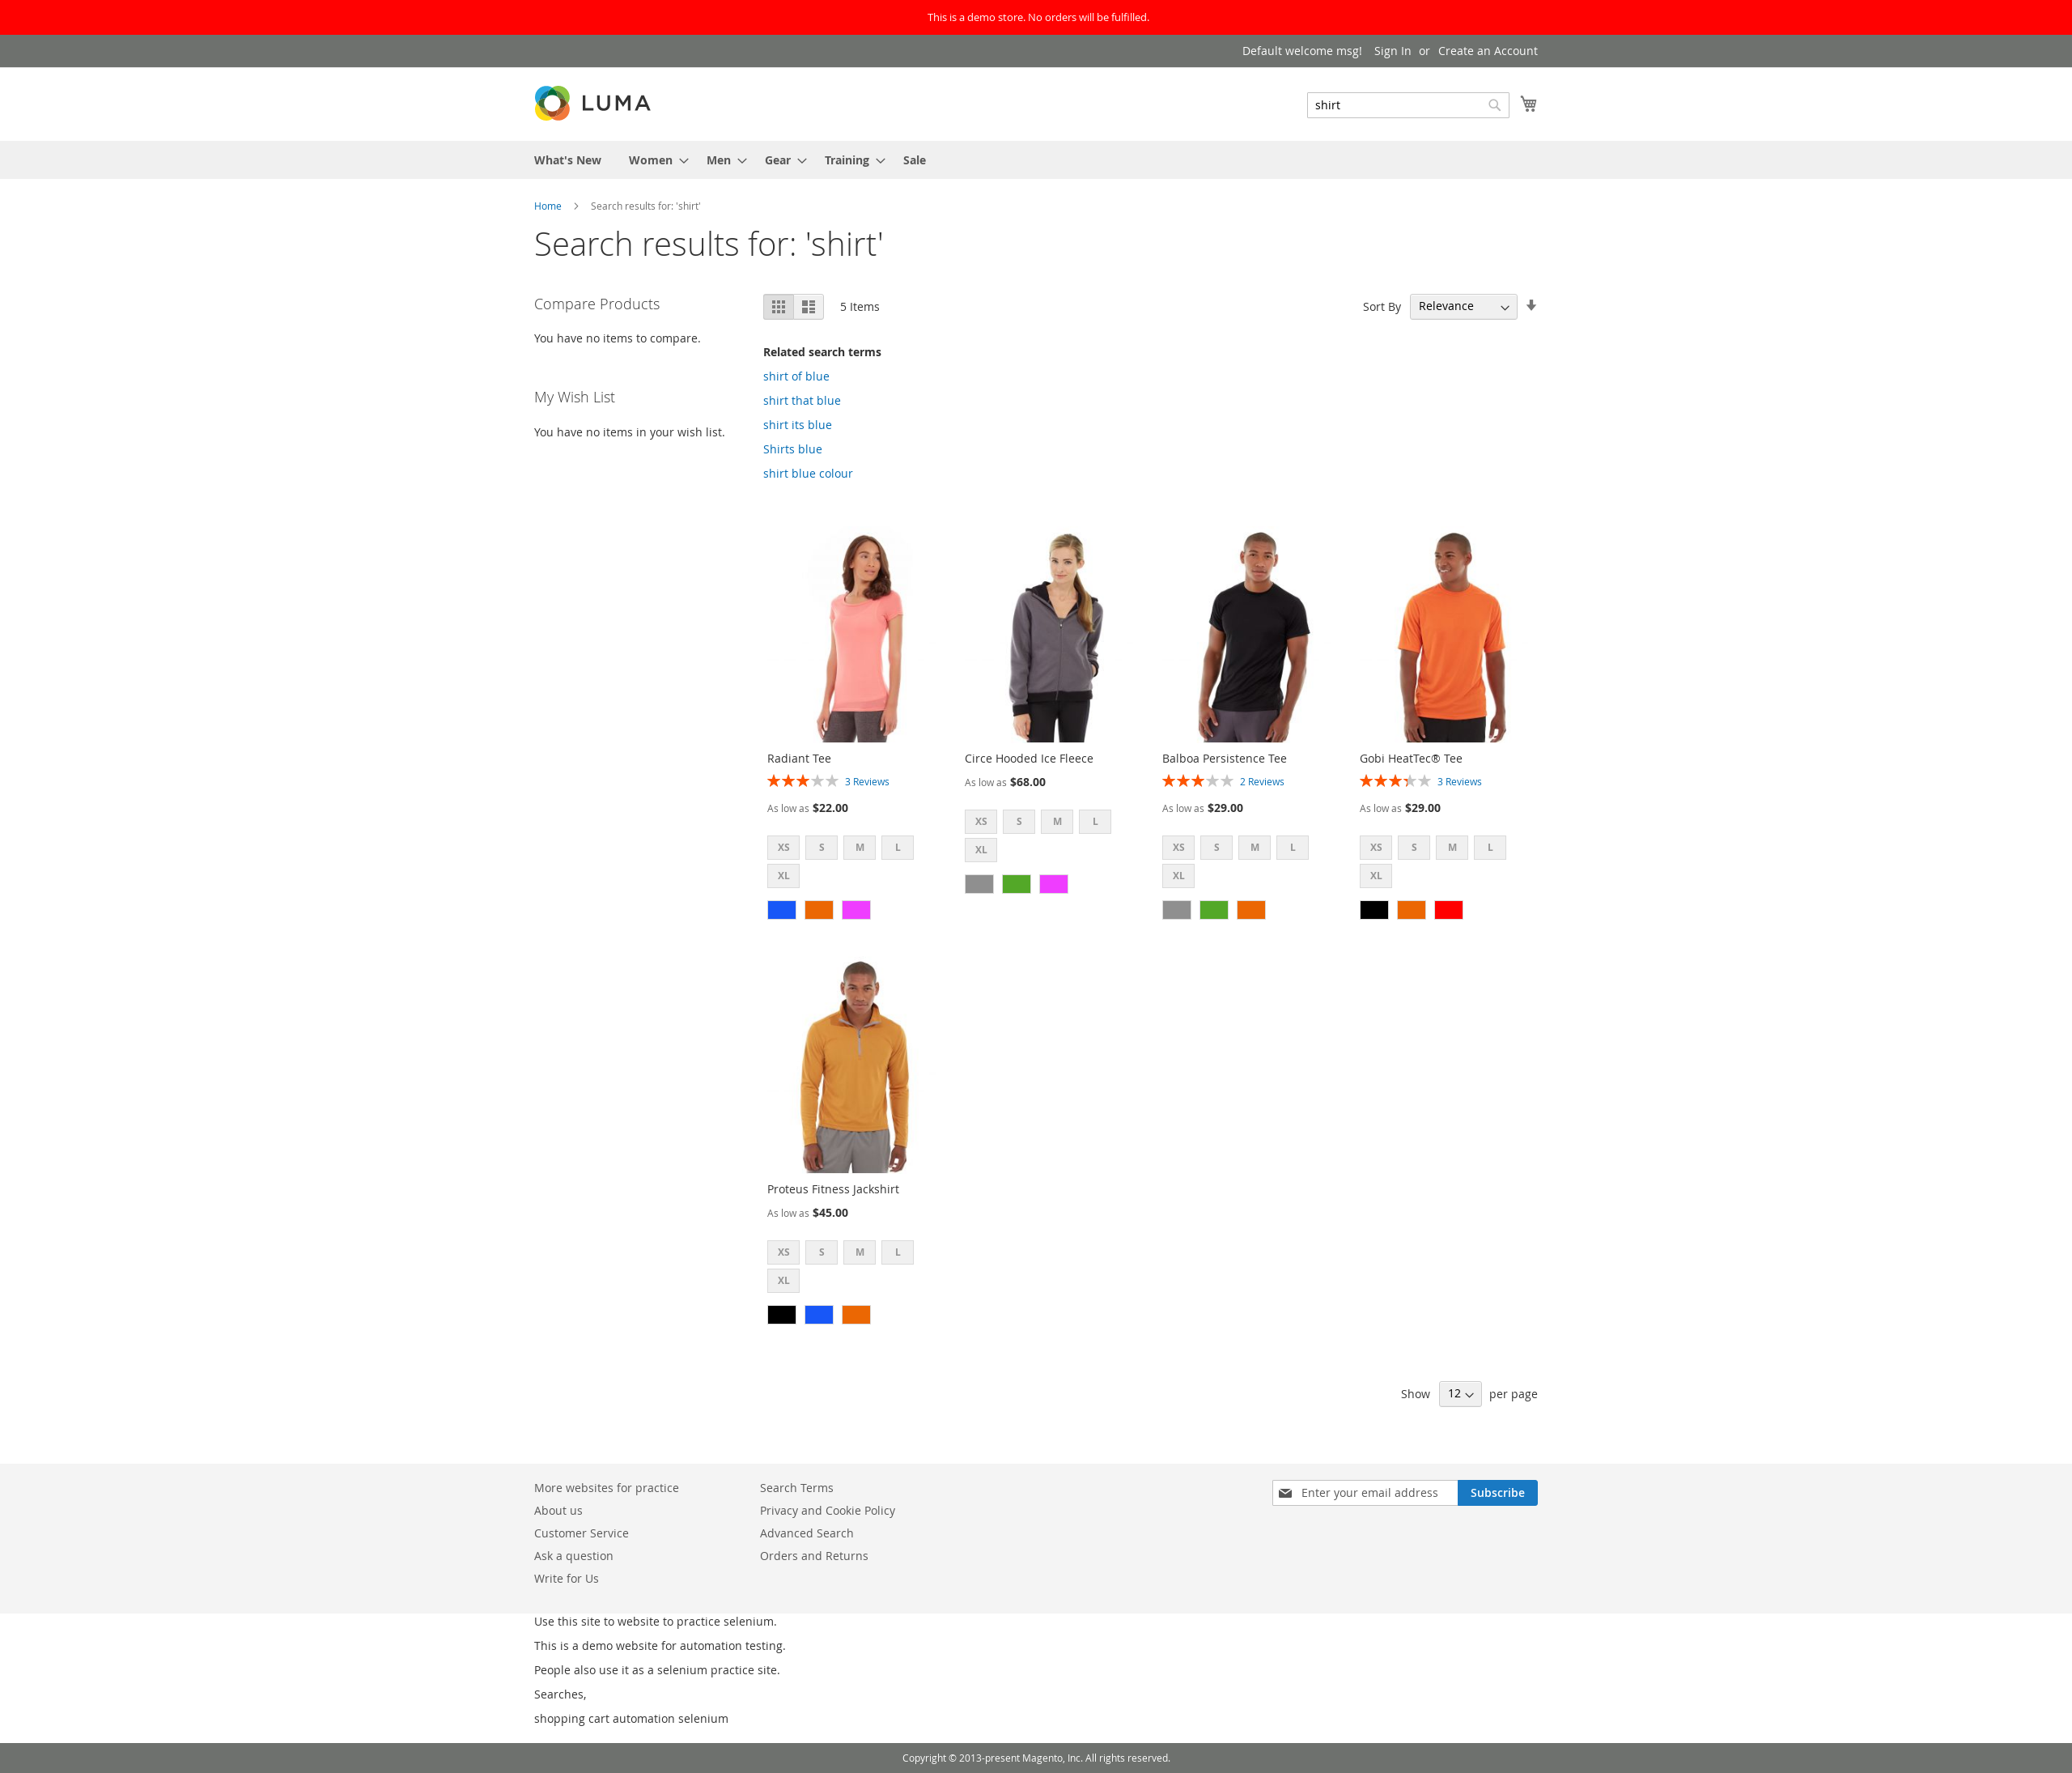 This is a demo store. No orders will be fulfilled.
Default welcome msg! Sign In or Create an Account
LUMA
shirt
What's New Women Men Gear Training Sale
Home Search results for: 'shirt'
Search results for: 'shirt'
Compare Products
You have no items to compare.
My Wish List
You have no items in your wish list.
5 Items
Sort By Relevance
Related search terms
shirt of blue
shirt that blue
shirt its blue
Shirts blue
shirt blue colour
Radiant Tee
3 Reviews
As low as $22.00
XS S M L
XL
Circe Hooded Ice Fleece
As low as $68.00
XS S M L
XL
Balboa Persistence Tee
2 Reviews
As low as $29.00
XS S M L
XL
Gobi HeatTec® Tee
3 Reviews
As low as $29.00
XS S M L
XL
Proteus Fitness Jackshirt
As low as $45.00
XS S M L
XL
Show 12 per page
More websites for practice
About us
Customer Service
Ask a question
Write for Us
Search Terms
Privacy and Cookie Policy
Advanced Search
Orders and Returns
Enter your email address Subscribe
Use this site to website to practice selenium.
This is a demo website for automation testing.
People also use it as a selenium practice site.
Searches,
shopping cart automation selenium
Copyright © 2013-present Magento, Inc. All rights reserved.